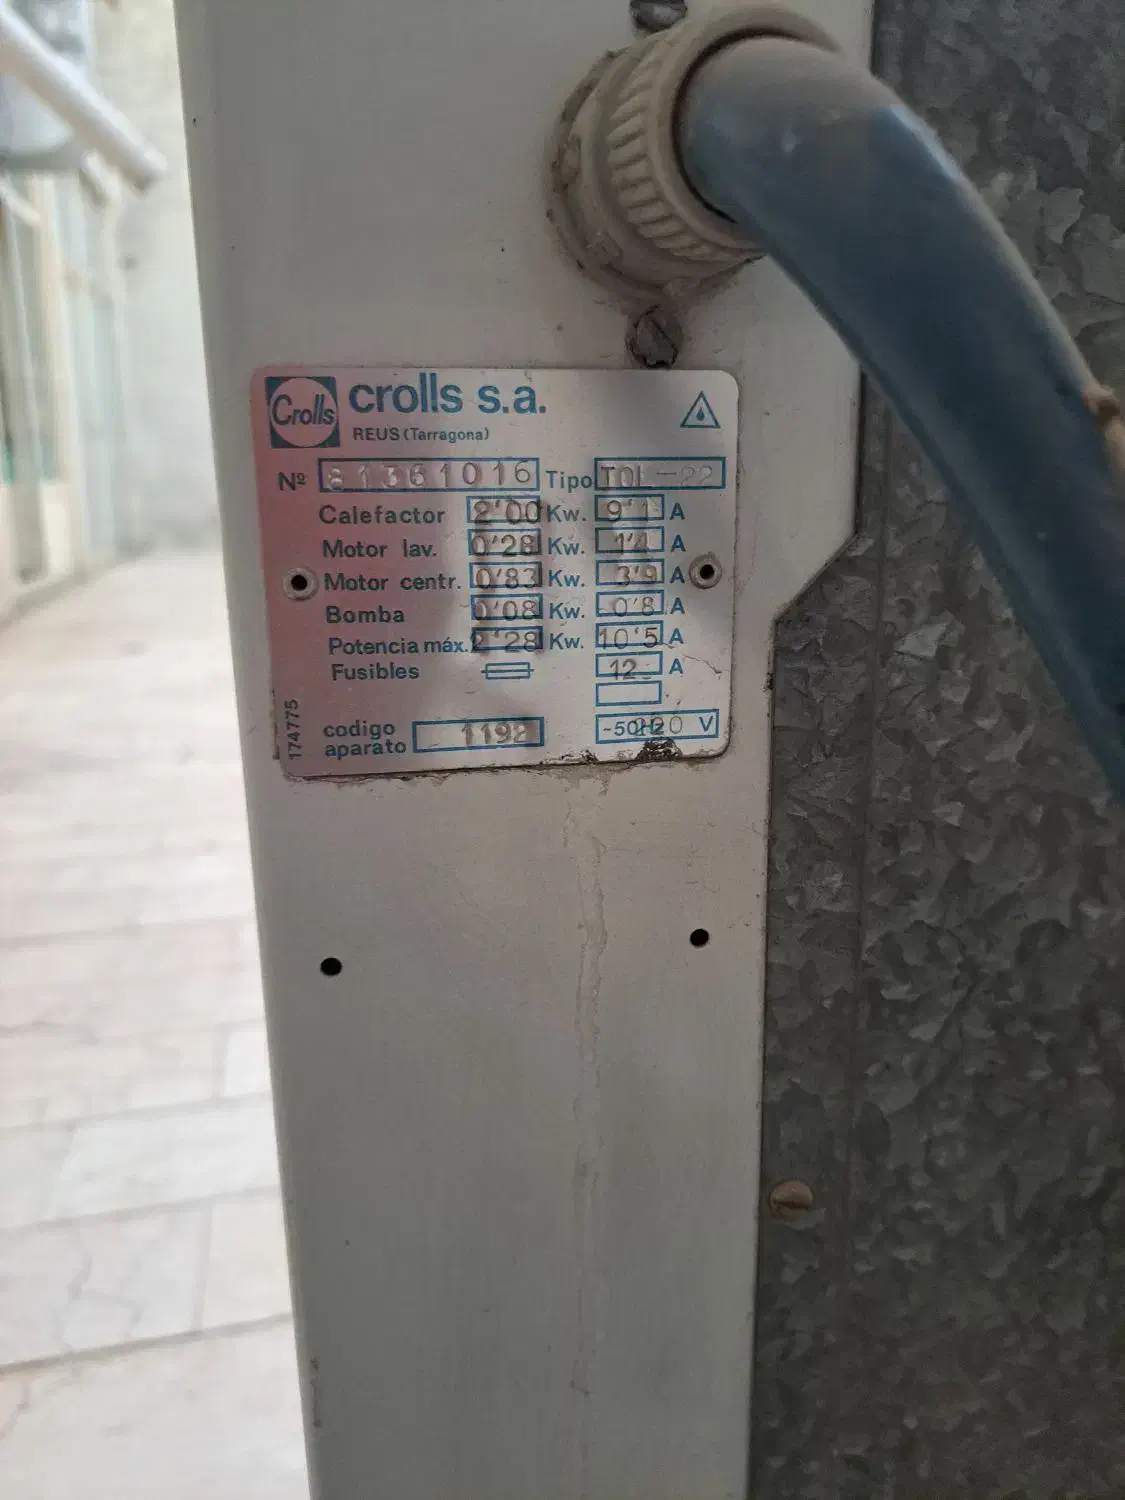 Crolls
crolls s.a.
REUS (Tarragona)
Nº 81361016 Tipo TOL-22
Calefactor 2'00 Kw. 9'1 A
Motor lav. 0'28 Kw. 1'4 A
Motor centr. 0'83 Kw. 3'9 A
Bomba 0'08 Kw. 0'8 A
Potencia máx. 2'28 Kw. 10'5 A
Fusibles 12 A
174775
codigo
aparato 1192
~50Hz 220 V